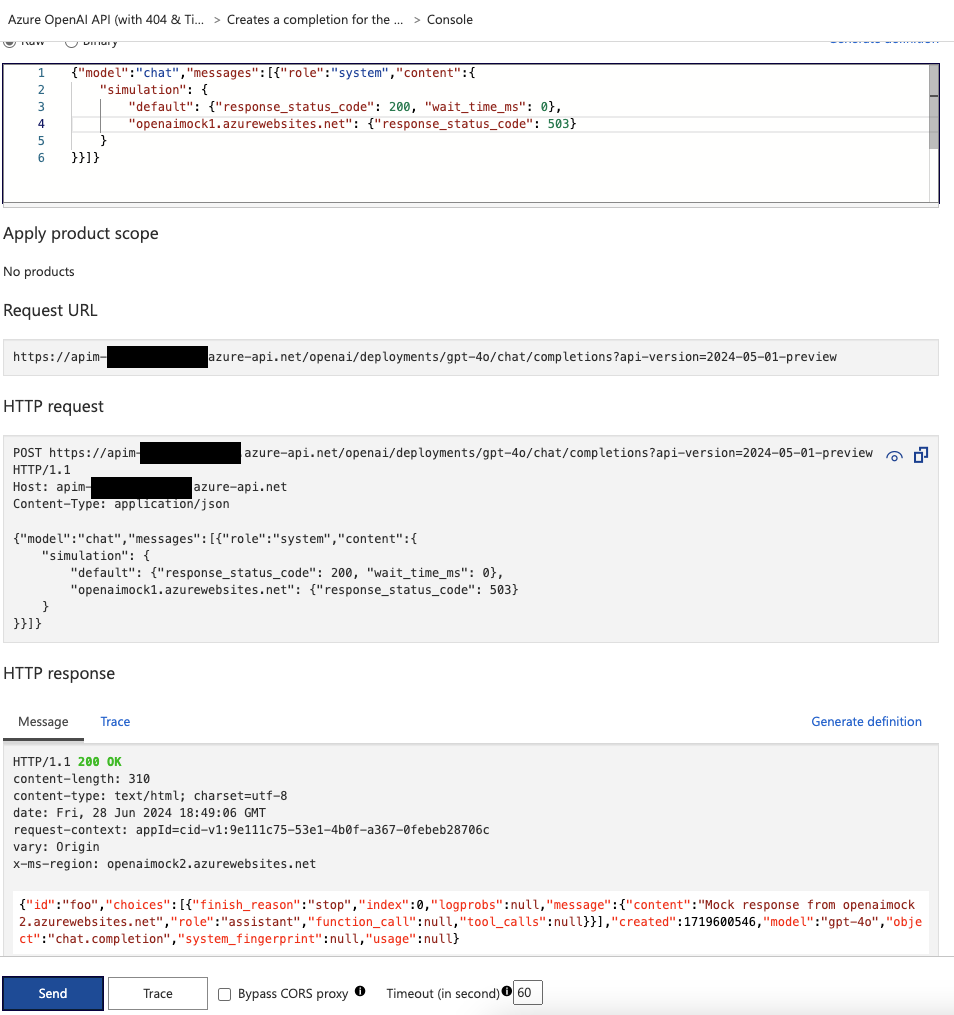 Azure OpenAI API (with 404 & Ti... > Creates a completion for the ... > Console
Raw Binary Generate definition
1 {"model":"chat","messages":[{"role":"system","content":{
2     "simulation": {
3         "default": {"response_status_code": 200, "wait_time_ms": 0},
4         "openaimock1.azurewebsites.net": {"response_status_code": 503}
5     }
6 }}]}
Apply product scope
No products
Request URL
https://apim- azure-api.net/openai/deployments/gpt-4o/chat/completions?api-version=2024-05-01-preview
HTTP request
POST https://apim- azure-api.net/openai/deployments/gpt-4o/chat/completions?api-version=2024-05-01-preview
HTTP/1.1
Host: apim- azure-api.net
Content-Type: application/json
{"model":"chat","messages":[{"role":"system","content":{
    "simulation": {
        "default": {"response_status_code": 200, "wait_time_ms": 0},
        "openaimock1.azurewebsites.net": {"response_status_code": 503}
    }
}}]}
HTTP response
Message Trace Generate definition
HTTP/1.1 200 OK
content-length: 310
content-type: text/html; charset=utf-8
date: Fri, 28 Jun 2024 18:49:06 GMT
request-context: appId=cid-v1:9e111c75-53e1-4b0f-a367-0febeb28706c
vary: Origin
x-ms-region: openaimock2.azurewebsites.net
{"id":"foo","choices":[{"finish_reason":"stop","index":0,"logprobs":null,"message":{"content":"Mock response from openaimock
2.azurewebsites.net","role":"assistant","function_call":null,"tool_calls":null}}],"created":1719600546,"model":"gpt-4o","obje
ct":"chat.completion","system_fingerprint":null,"usage":null}
Send Trace Bypass CORS proxy Timeout (in second) 60